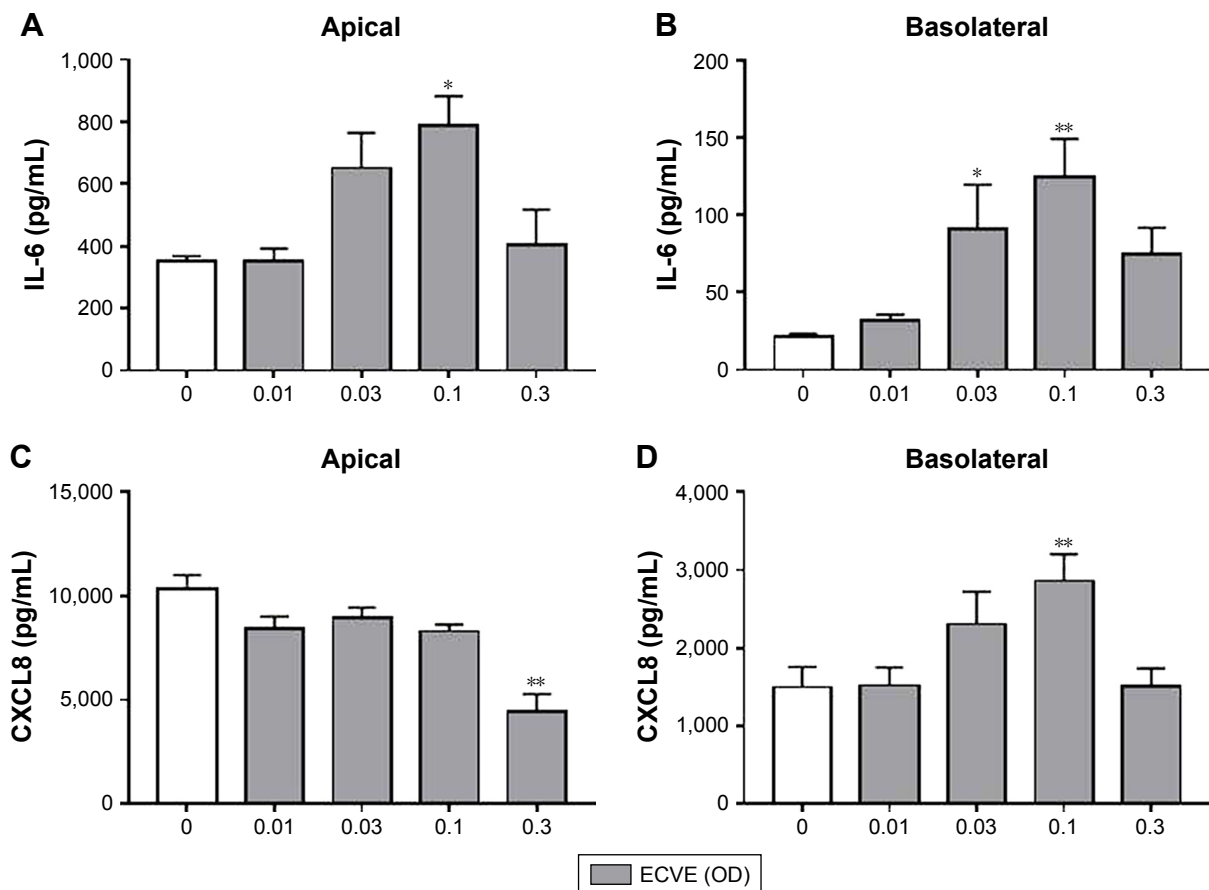 A
Apical
IL-6 (pg/mL)
1,000
800
600
400
200
0
*
0 0.01 0.03 0.1 0.3
B
Basolateral
IL-6 (pg/mL)
200
150
100
50
0
*
**
0 0.01 0.03 0.1 0.3
C
Apical
CXCL8 (pg/mL)
15,000
10,000
5,000
0
**
0 0.01 0.03 0.1 0.3
D
Basolateral
CXCL8 (pg/mL)
4,000
3,000
2,000
1,000
0
**
0 0.01 0.03 0.1 0.3
ECVE (OD)